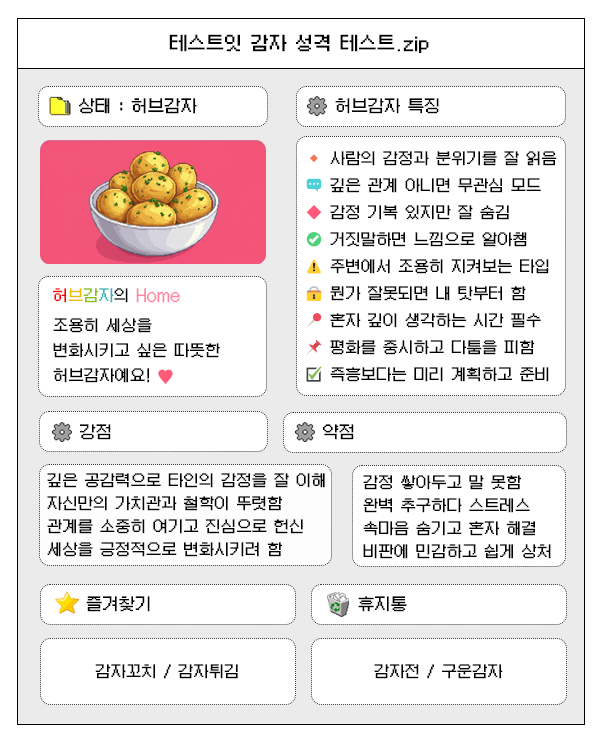 테스트잇 감자 성격 테스트.zip
상태 : 허브감자
허브감자의 Home
조용히 세상을
변화시키고 싶은 따뜻한
허브감자예요!
허브감자 특징
사람의 감정과 분위기를 잘 읽음
깊은 관계 아니면 무관심 모드
감정 기복 있지만 잘 숨김
거짓말하면 느낌으로 알아챔
주변에서 조용히 지켜보는 타입
뭔가 잘못되면 내 탓부터 함
혼자 깊이 생각하는 시간 필수
평화를 중시하고 다툼을 피함
즉흥보다는 미리 계획하고 준비
강점
깊은 공감력으로 타인의 감정을 잘 이해
자신만의 가치관과 철학이 뚜렷함
관계를 소중히 여기고 진심으로 헌신
세상을 긍정적으로 변화시키려 함
약점
감정 쌓아두고 말 못함
완벽 추구하다 스트레스
속마음 숨기고 혼자 해결
비판에 민감하고 쉽게 상처
즐겨찾기
감자꼬치 / 감자튀김
휴지통
감자전 / 구운감자